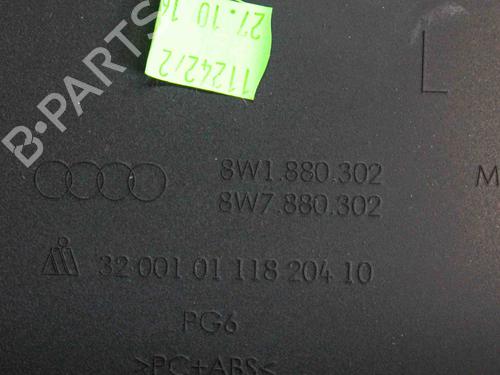 27.10 16
11242/2
L
B-PARTS
8W1.880.302
8W7.880.302
M
32 001 01 118 204 10
PG6
>PC+ABS<